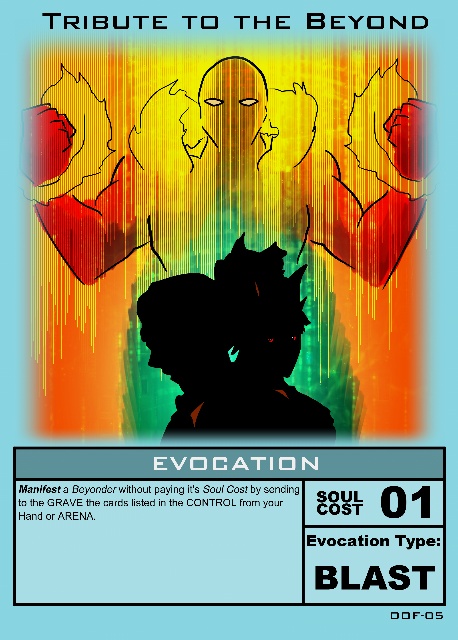 TRIBUTE TO THE BEYOND
EVOCATION
Manifest a Beyonder without paying it's Soul Cost by sending
to the GRAVE the cards listed in the CONTROL from your
Hand or ARENA.
SOUL
COST 01
Evocation Type:
BLAST
DOF-05